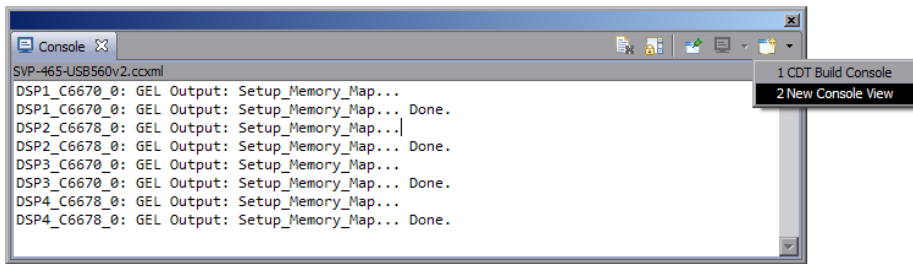 Console
SVP-465-USB560v2.ccxml
1 CDT Build Console
2 New Console View
DSP1_C6670_0: GEL Output: Setup_Memory_Map...
DSP1_C6670_0: GEL Output: Setup_Memory_Map... Done.
DSP2_C6678_0: GEL Output: Setup_Memory_Map...
DSP2_C6678_0: GEL Output: Setup_Memory_Map... Done.
DSP3_C6670_0: GEL Output: Setup_Memory_Map...
DSP3_C6670_0: GEL Output: Setup_Memory_Map... Done.
DSP4_C6678_0: GEL Output: Setup_Memory_Map...
DSP4_C6678_0: GEL Output: Setup_Memory_Map... Done.